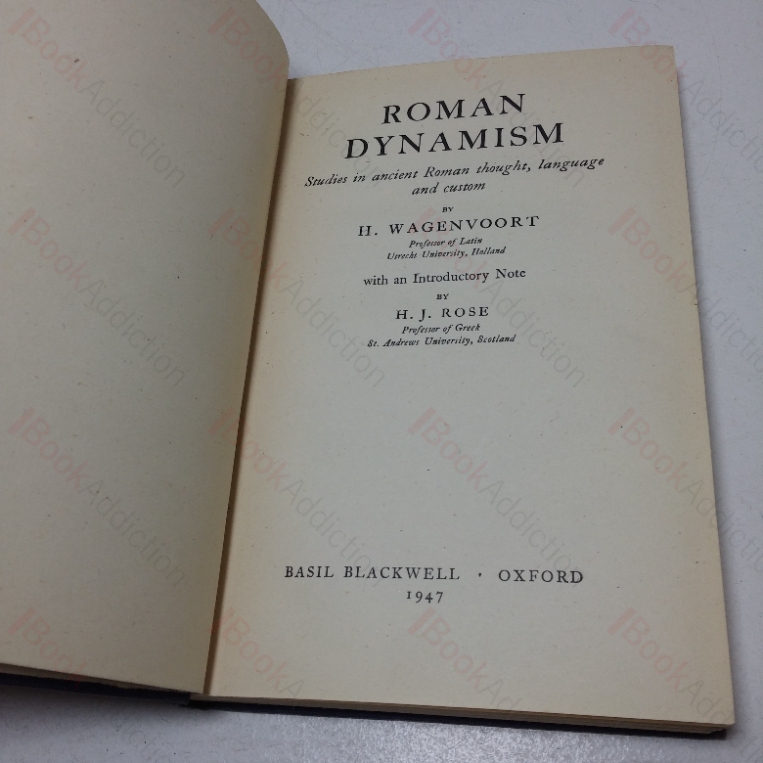 ROMAN
DYNAMISM
Studies in ancient Roman thought, language
and custom
BY
H. WAGENVOORT
Professor of Latin
Utrecht University, Holland
with an Introductory Note
BY
H. J. ROSE
Professor of Greek
St. Andrews University, Scotland
BASIL BLACKWELL · OXFORD
1947
BookAddiction